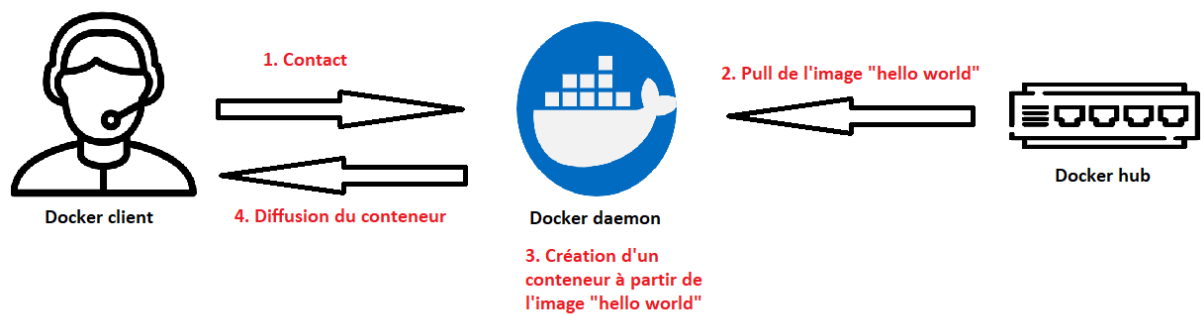 1. Contact
2. Pull de l'image "hello world"
Docker hub
Docker client
4. Diffusion du conteneur
Docker daemon
3. Création d'un
conteneur à partir de
l'image "hello world"